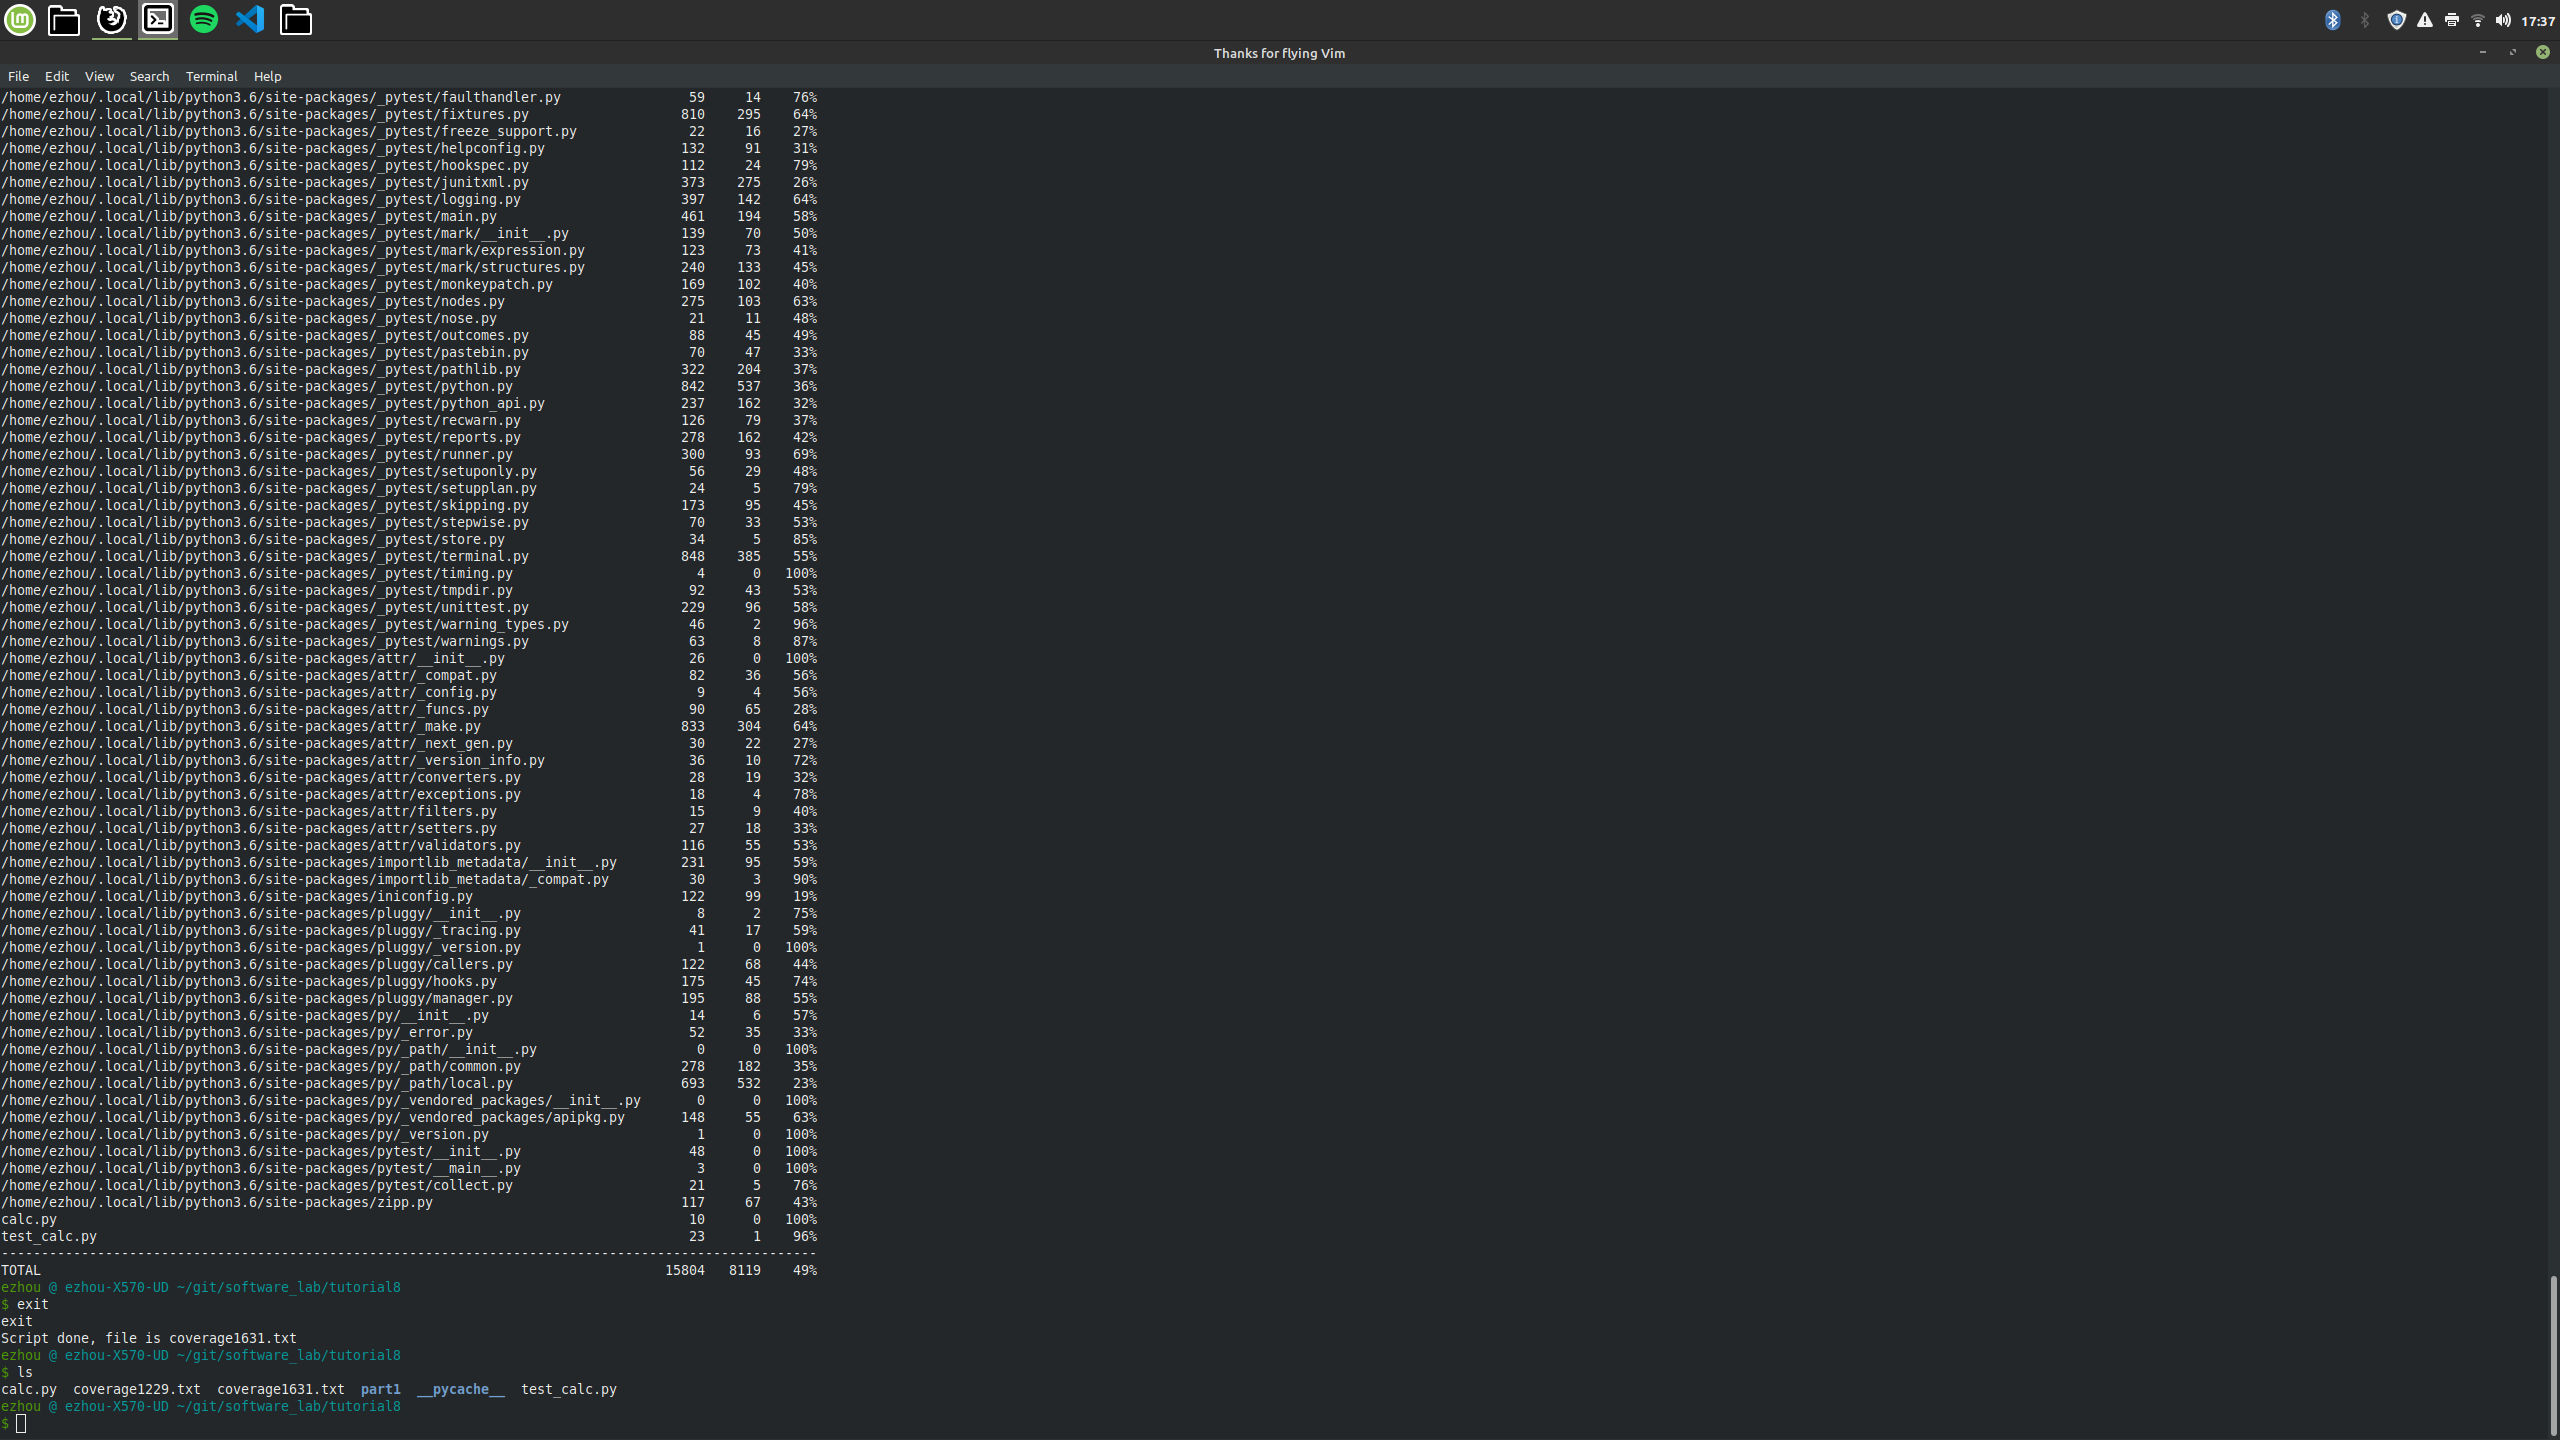 17:37
Thanks for flying Vim
File Edit View Search Terminal Help
/home/ezhou/.local/lib/python3.6/site-packages/_pytest/faulthandler.py 59 14 76%
/home/ezhou/.local/lib/python3.6/site-packages/_pytest/fixtures.py 810 295 64%
/home/ezhou/.local/lib/python3.6/site-packages/_pytest/freeze_support.py 22 16 27%
/home/ezhou/.local/lib/python3.6/site-packages/_pytest/helpconfig.py 132 91 31%
/home/ezhou/.local/lib/python3.6/site-packages/_pytest/hookspec.py 112 24 79%
/home/ezhou/.local/lib/python3.6/site-packages/_pytest/junitxml.py 373 275 26%
/home/ezhou/.local/lib/python3.6/site-packages/_pytest/logging.py 397 142 64%
/home/ezhou/.local/lib/python3.6/site-packages/_pytest/main.py 461 194 58%
/home/ezhou/.local/lib/python3.6/site-packages/_pytest/mark/__init__.py 139 70 50%
/home/ezhou/.local/lib/python3.6/site-packages/_pytest/mark/expression.py 123 73 41%
/home/ezhou/.local/lib/python3.6/site-packages/_pytest/mark/structures.py 240 133 45%
/home/ezhou/.local/lib/python3.6/site-packages/_pytest/monkeypatch.py 169 102 40%
/home/ezhou/.local/lib/python3.6/site-packages/_pytest/nodes.py 275 103 63%
/home/ezhou/.local/lib/python3.6/site-packages/_pytest/nose.py 21 11 48%
/home/ezhou/.local/lib/python3.6/site-packages/_pytest/outcomes.py 88 45 49%
/home/ezhou/.local/lib/python3.6/site-packages/_pytest/pastebin.py 70 47 33%
/home/ezhou/.local/lib/python3.6/site-packages/_pytest/pathlib.py 322 204 37%
/home/ezhou/.local/lib/python3.6/site-packages/_pytest/python.py 842 537 36%
/home/ezhou/.local/lib/python3.6/site-packages/_pytest/python_api.py 237 162 32%
/home/ezhou/.local/lib/python3.6/site-packages/_pytest/recwarn.py 126 79 37%
/home/ezhou/.local/lib/python3.6/site-packages/_pytest/reports.py 278 162 42%
/home/ezhou/.local/lib/python3.6/site-packages/_pytest/runner.py 300 93 69%
/home/ezhou/.local/lib/python3.6/site-packages/_pytest/setuponly.py 56 29 48%
/home/ezhou/.local/lib/python3.6/site-packages/_pytest/setupplan.py 24 5 79%
/home/ezhou/.local/lib/python3.6/site-packages/_pytest/skipping.py 173 95 45%
/home/ezhou/.local/lib/python3.6/site-packages/_pytest/stepwise.py 70 33 53%
/home/ezhou/.local/lib/python3.6/site-packages/_pytest/store.py 34 5 85%
/home/ezhou/.local/lib/python3.6/site-packages/_pytest/terminal.py 848 385 55%
/home/ezhou/.local/lib/python3.6/site-packages/_pytest/timing.py 4 0 100%
/home/ezhou/.local/lib/python3.6/site-packages/_pytest/tmpdir.py 92 43 53%
/home/ezhou/.local/lib/python3.6/site-packages/_pytest/unittest.py 229 96 58%
/home/ezhou/.local/lib/python3.6/site-packages/_pytest/warning_types.py 46 2 96%
/home/ezhou/.local/lib/python3.6/site-packages/_pytest/warnings.py 63 8 87%
/home/ezhou/.local/lib/python3.6/site-packages/attr/__init__.py 26 0 100%
/home/ezhou/.local/lib/python3.6/site-packages/attr/_compat.py 82 36 56%
/home/ezhou/.local/lib/python3.6/site-packages/attr/_config.py 9 4 56%
/home/ezhou/.local/lib/python3.6/site-packages/attr/_funcs.py 90 65 28%
/home/ezhou/.local/lib/python3.6/site-packages/attr/_make.py 833 304 64%
/home/ezhou/.local/lib/python3.6/site-packages/attr/_next_gen.py 30 22 27%
/home/ezhou/.local/lib/python3.6/site-packages/attr/_version_info.py 36 10 72%
/home/ezhou/.local/lib/python3.6/site-packages/attr/converters.py 28 19 32%
/home/ezhou/.local/lib/python3.6/site-packages/attr/exceptions.py 18 4 78%
/home/ezhou/.local/lib/python3.6/site-packages/attr/filters.py 15 9 40%
/home/ezhou/.local/lib/python3.6/site-packages/attr/setters.py 27 18 33%
/home/ezhou/.local/lib/python3.6/site-packages/attr/validators.py 116 55 53%
/home/ezhou/.local/lib/python3.6/site-packages/importlib_metadata/__init__.py 231 95 59%
/home/ezhou/.local/lib/python3.6/site-packages/importlib_metadata/_compat.py 30 3 90%
/home/ezhou/.local/lib/python3.6/site-packages/iniconfig.py 122 99 19%
/home/ezhou/.local/lib/python3.6/site-packages/pluggy/__init__.py 8 2 75%
/home/ezhou/.local/lib/python3.6/site-packages/pluggy/_tracing.py 41 17 59%
/home/ezhou/.local/lib/python3.6/site-packages/pluggy/_version.py 1 0 100%
/home/ezhou/.local/lib/python3.6/site-packages/pluggy/callers.py 122 68 44%
/home/ezhou/.local/lib/python3.6/site-packages/pluggy/hooks.py 175 45 74%
/home/ezhou/.local/lib/python3.6/site-packages/pluggy/manager.py 195 88 55%
/home/ezhou/.local/lib/python3.6/site-packages/py/__init__.py 14 6 57%
/home/ezhou/.local/lib/python3.6/site-packages/py/_error.py 52 35 33%
/home/ezhou/.local/lib/python3.6/site-packages/py/_path/__init__.py 0 0 100%
/home/ezhou/.local/lib/python3.6/site-packages/py/_path/common.py 278 182 35%
/home/ezhou/.local/lib/python3.6/site-packages/py/_path/local.py 693 532 23%
/home/ezhou/.local/lib/python3.6/site-packages/py/_vendored_packages/__init__.py 0 0 100%
/home/ezhou/.local/lib/python3.6/site-packages/py/_vendored_packages/apipkg.py 148 55 63%
/home/ezhou/.local/lib/python3.6/site-packages/py/_version.py 1 0 100%
/home/ezhou/.local/lib/python3.6/site-packages/pytest/__init__.py 48 0 100%
/home/ezhou/.local/lib/python3.6/site-packages/pytest/__main__.py 3 0 100%
/home/ezhou/.local/lib/python3.6/site-packages/pytest/collect.py 21 5 76%
/home/ezhou/.local/lib/python3.6/site-packages/zipp.py 117 67 43%
calc.py 10 0 100%
test_calc.py 23 1 96%
------------------------------------------------------------------------------------------------------
TOTAL 15804 8119 49%
ezhou @ ezhou-X570-UD ~/git/software_lab/tutorial8
$ exit
exit
Script done, file is coverage1631.txt
ezhou @ ezhou-X570-UD ~/git/software_lab/tutorial8
$ ls
calc.py coverage1229.txt coverage1631.txt part1 __pycache__ test_calc.py
ezhou @ ezhou-X570-UD ~/git/software_lab/tutorial8
$